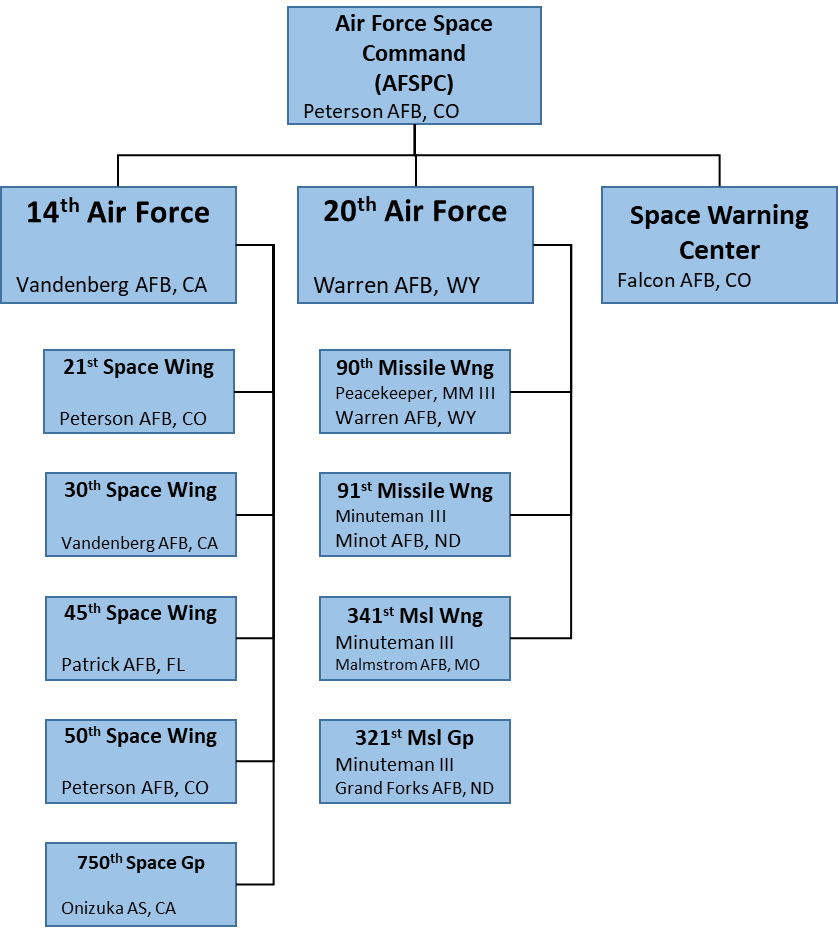 Air Force Space
Command
(AFSPC)
Peterson AFB, CO
14th Air Force
Vandenberg AFB, CA
20th Air Force
Warren AFB, WY
Space Warning
Center
Falcon AFB, CO
21st Space Wing
Peterson AFB, CO
30th Space Wing
Vandenberg AFB, CA
45th Space Wing
Patrick AFB, FL
50th Space Wing
Peterson AFB, CO
750th Space Gp
Onizuka AS, CA
90th Missile Wng
Peacekeeper, MM III
Warren AFB, WY
91st Missile Wng
Minuteman III
Minot AFB, ND
341st Msl Wng
Minuteman III
Malmstrom AFB, MO
321st Msl Gp
Minuteman III
Grand Forks AFB, ND